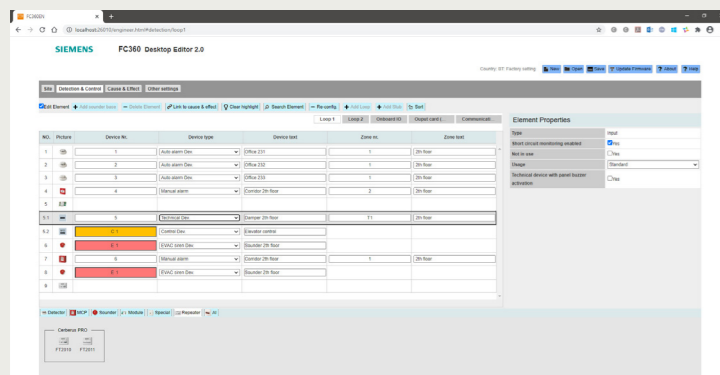 FC360EN
localhost:26010/engineer.html#detection/loop1
SIEMENS FC360 Desktop Editor 2.0
Country: ST: Factory setting New Open Save Update Firmware About Help
Site Detection & Control Cause & Effect Other settings
Edit Element Add sounder base Delete Element Link to cause & effect Clear highlight Search Element Re-config. Add Loop Add Stub Sort
Loop 1 Loop 2 Onboard IO Ouput card ( ... Communicati...
Element Properties
NO. Picture Device Nr. Device type Device text Zone nr. Zone text
Type Input
Short circuit monitoring enabled Yes
Not in use Yes
Usage Standard
Technical device with panel buzzer activation Yes
1 1 Auto alarm Dev. Office 231 1 2th floor
2 2 Auto alarm Dev. Office 232 1 2th floor
3 3 Auto alarm Dev. Office 233 1 2th floor
4 4 Manual alarm Corridor 2th floor 2 2th floor
5
5.1 5 Technical Dev. Damper 2th floor T1 2th floor
5.2 C 1 Control Dev. Elevator control
6 E 1 EVAC siren Dev. Sounder 2th floor
7 6 Manual alarm Corridor 2th floor 1 2th floor
8 E 1 EVAC siren Dev. Sounder 2th floor
9
Detector MCP Sounder Module Special Repeater All
Cerberus PRO
FT2010 FT2011